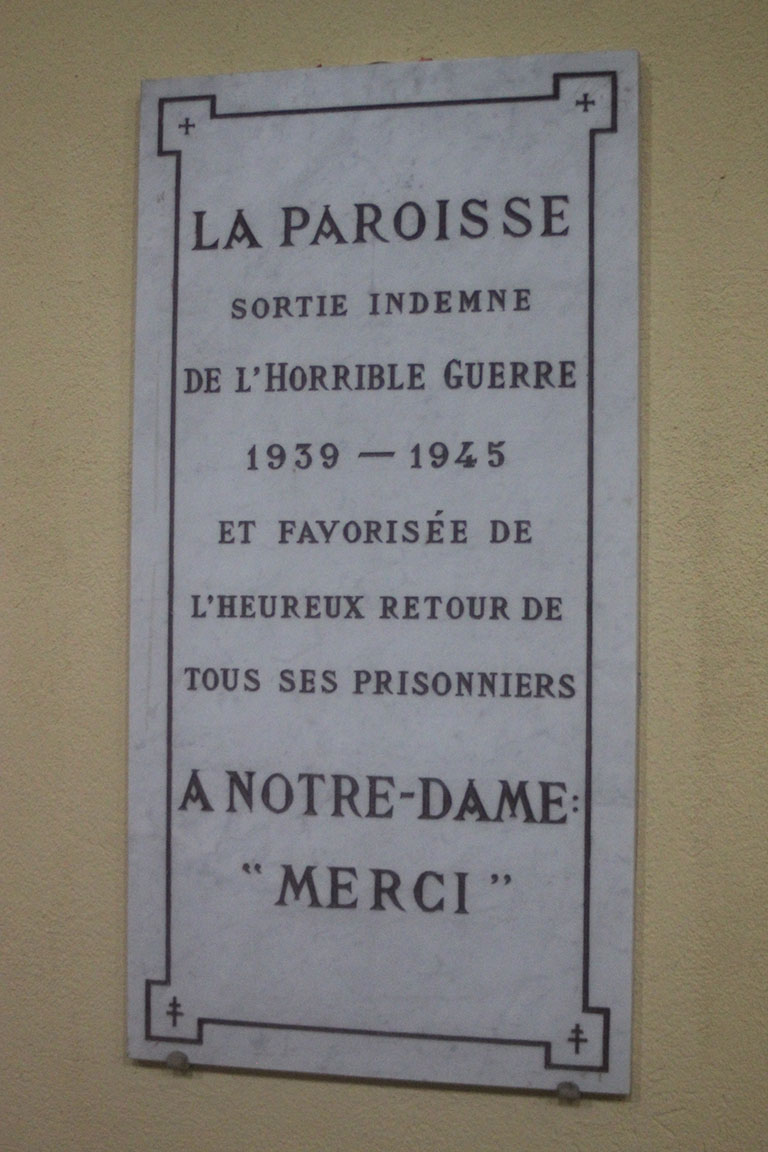 LA PAROISSE
SORTIE INDEMNE
DE L'HORRIBLE GUERRE
1939 — 1945
ET FAVORISÉE DE
L'HEUREUX RETOUR DE
TOUS SES PRISONNIERS
A NOTRE-DAME:
“MERCI”